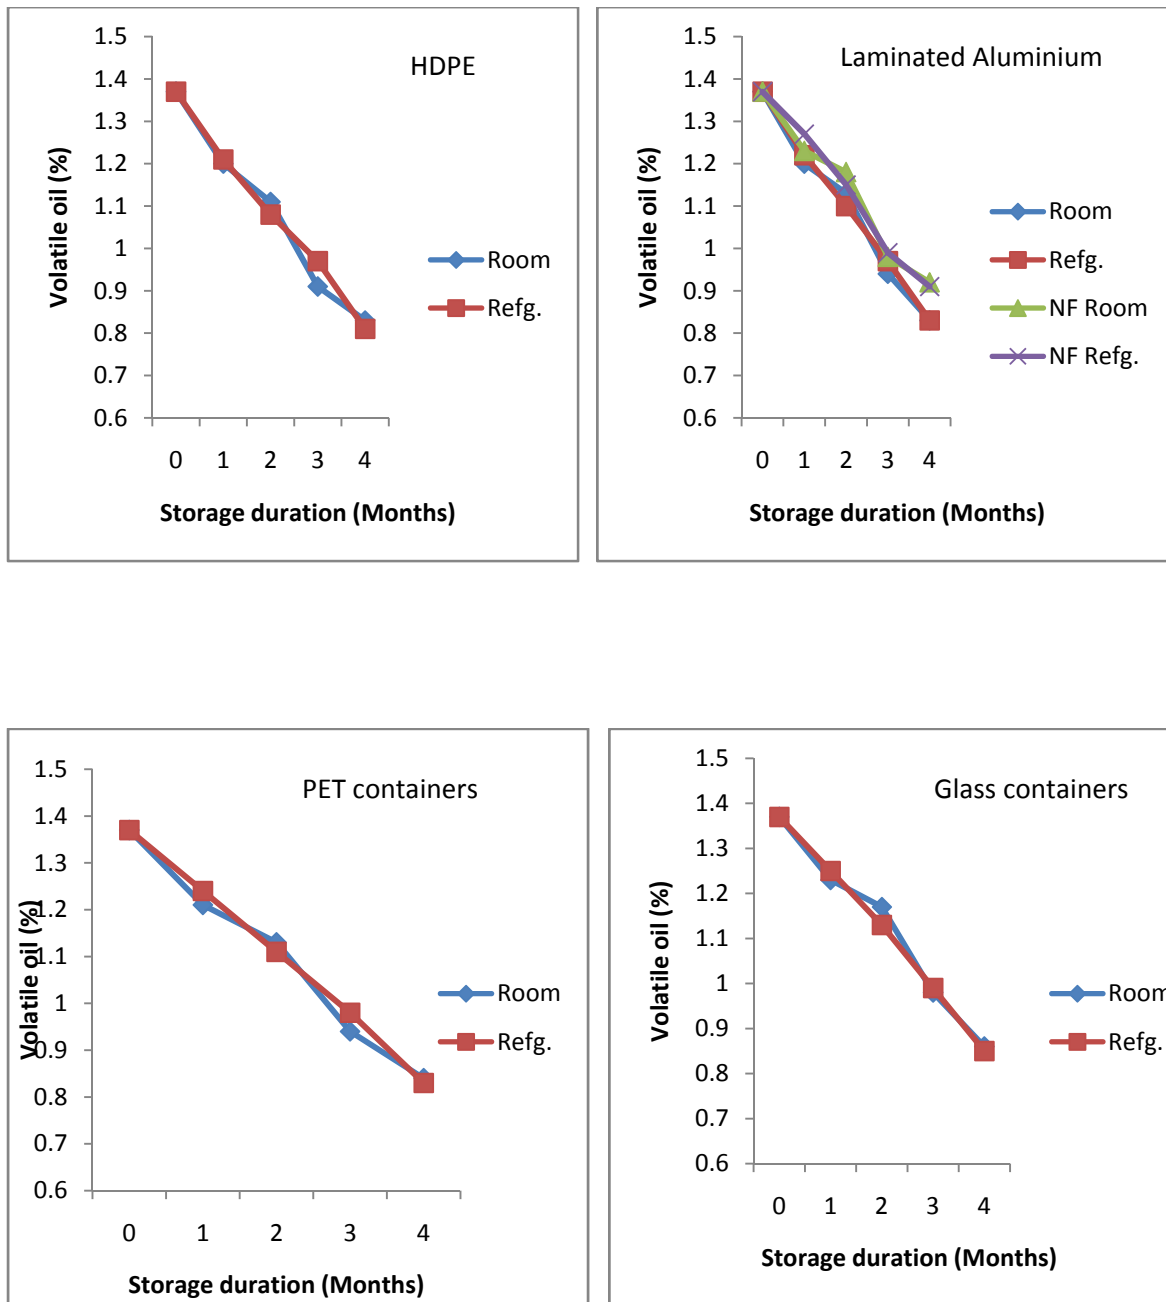 HDPE
1.5
1.4
1.3
1.2
1.1
1
0.9
0.8
0.7
0.6
Volatile oil (%)
0 1 2 3 4
Storage duration (Months)
Room
Refg.
Laminated Aluminium
1.5
1.4
1.3
1.2
1.1
1
0.9
0.8
0.7
0.6
Volatile oil (%)
0 1 2 3 4
Storage duration (Months)
Room
Refg.
NF Room
NF Refg.
PET containers
1.5
1.4
1.3
1.2
1.1
1
0.9
0.8
0.7
0.6
Volatile oil (%)
0 1 2 3 4
Storage duration (Months)
Room
Refg.
Glass containers
1.5
1.4
1.3
1.2
1.1
1
0.9
0.8
0.7
0.6
Volatile oil (%)
0 1 2 3 4
Storage duration (Months)
Room
Refg.